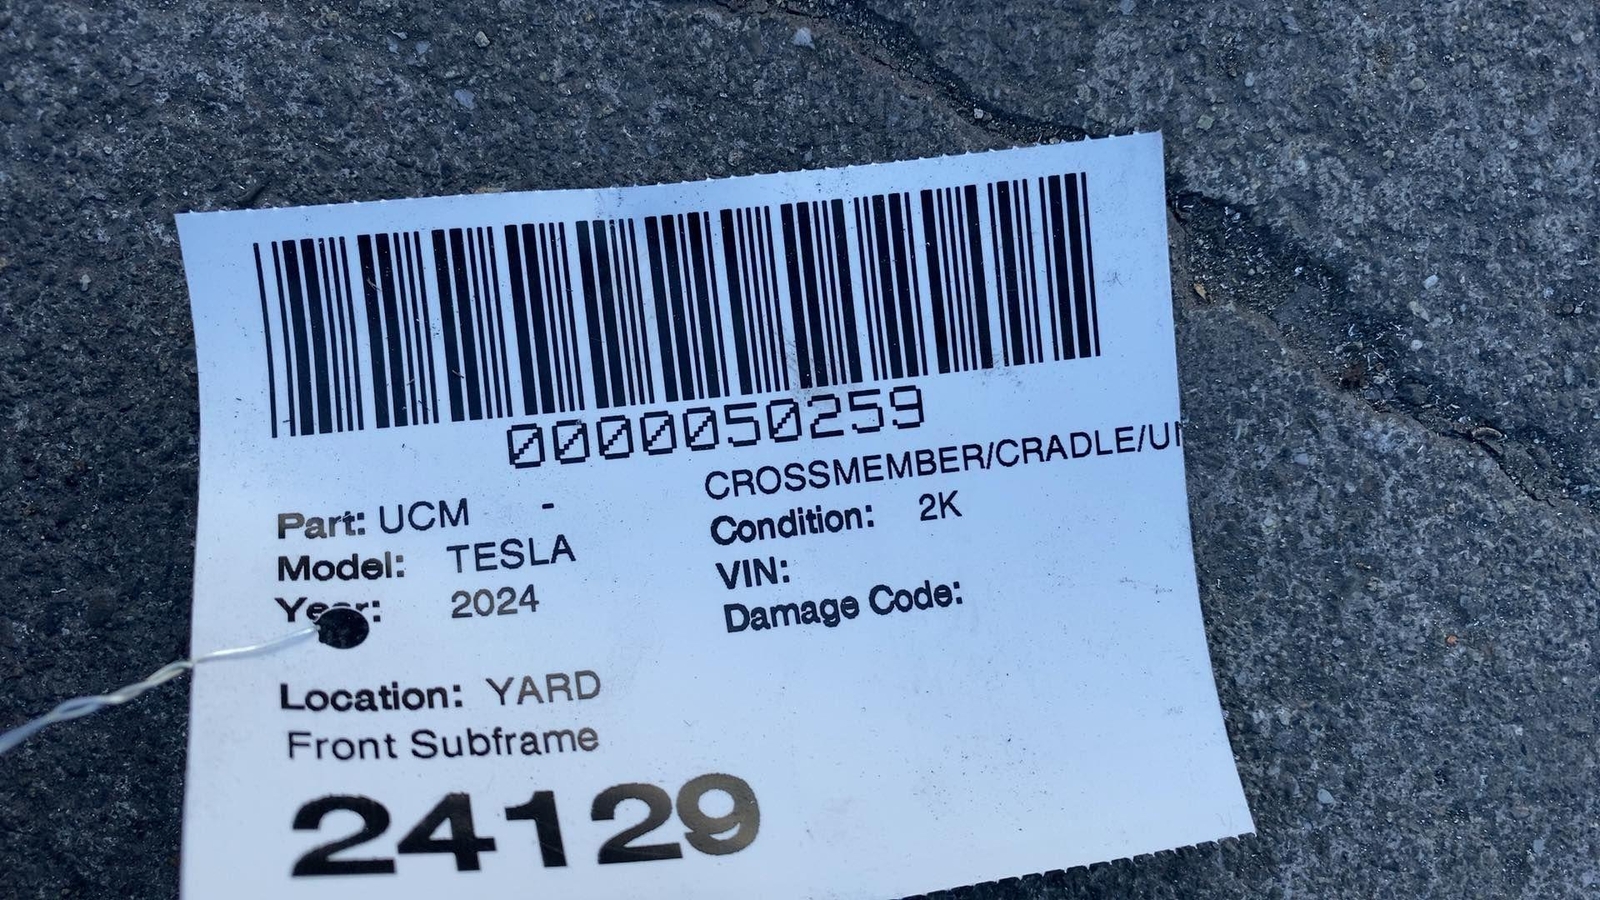 0000050259
CROSSMEMBER/CRADLE/U
Part: UCM -
Condition: 2K
Model: TESLA
VIN:
Year: 2024
Damage Code:
Location: YARD
Front Subframe
24129